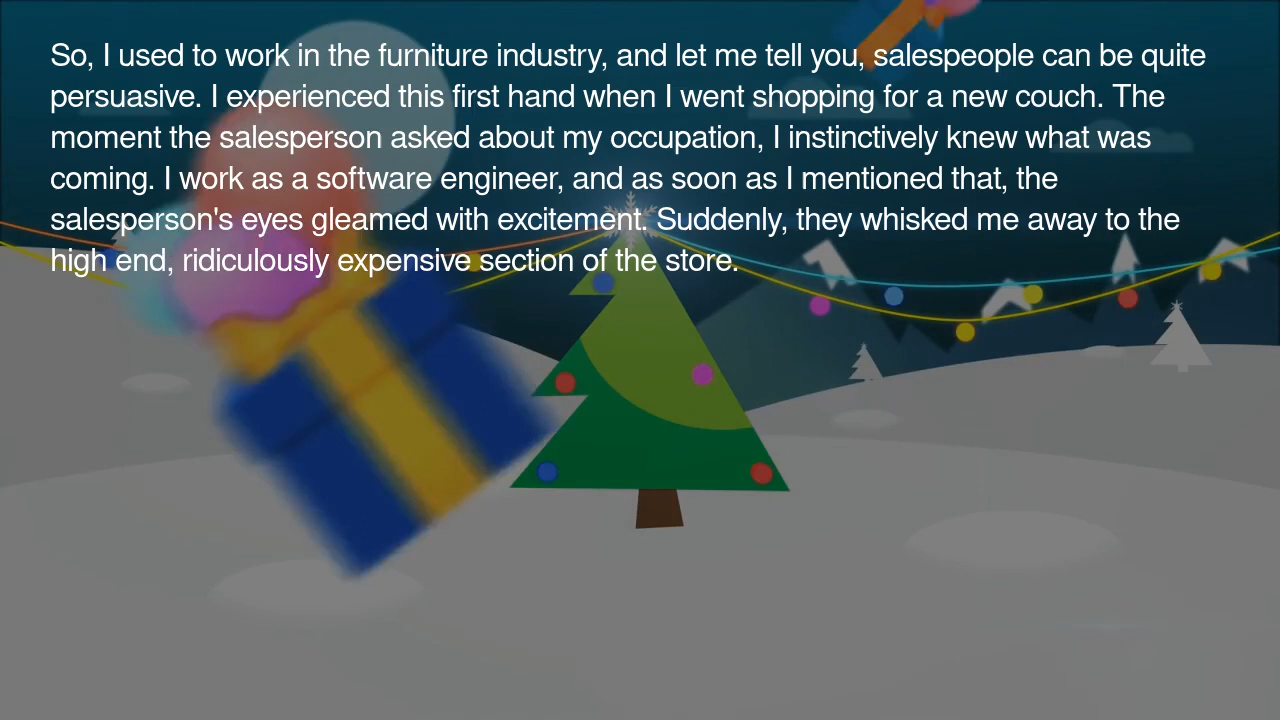 So, I used to work in the furniture industry, and let me tell you, salespeople can be quite
persuasive. I experienced this first hand when I went shopping for a new couch. The
moment the salesperson asked about my occupation, I instinctively knew what was
coming. I work as a software engineer, and as soon as I mentioned that, the
salesperson's eyes gleamed with excitement. Suddenly, they whisked me away to the
high end, ridiculously expensive section of the store.